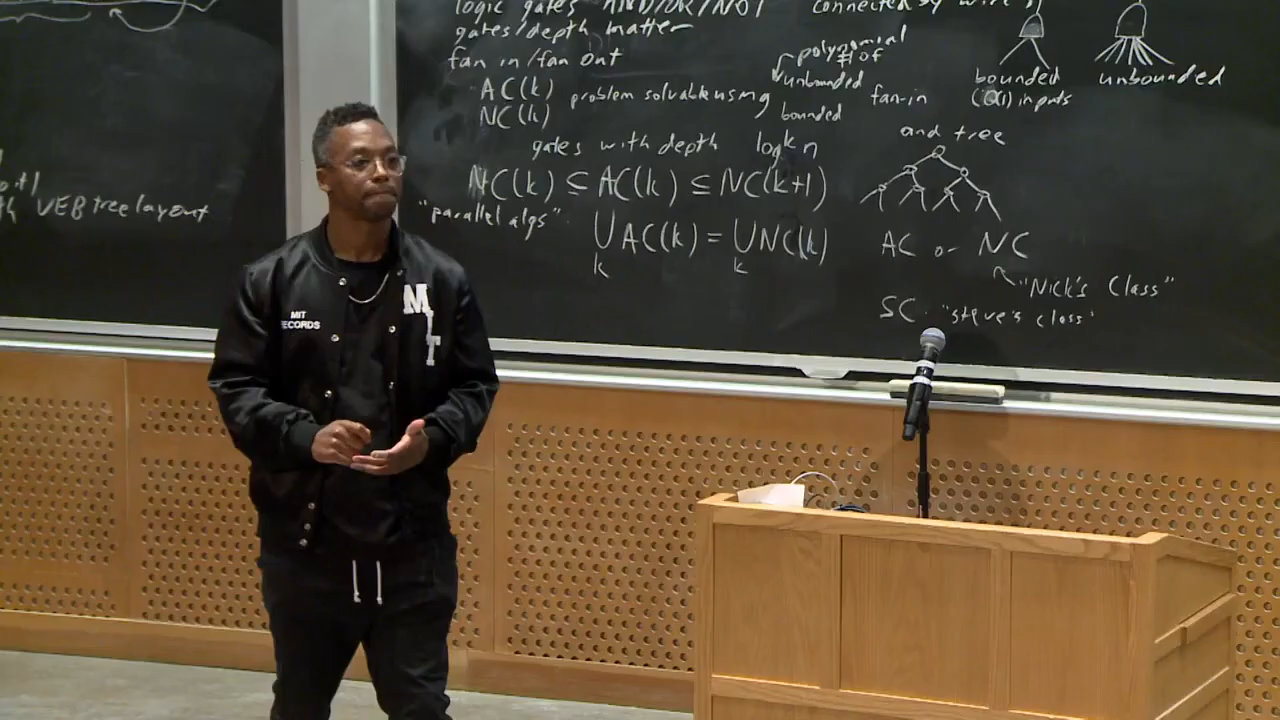 logic gates AND/OR/NOT connected by wires
gates/depth matter
fan in/fan out
AC(k)
NC(k)
problem solvable using
polynomial
# of
unbounded
bounded
fan-in
gates with depth log^k n
NC(k) ⊆ AC(k) ⊆ NC(k+1)
"parallel algs"
∪ AC(k) = ∪ NC(k)
k k
bounded
(O(1)) inputs
unbounded
and tree
AC or NC
"Nick's Class"
SC "Steve's class"
VEB tree layout
MIT
RECORDS
MIT